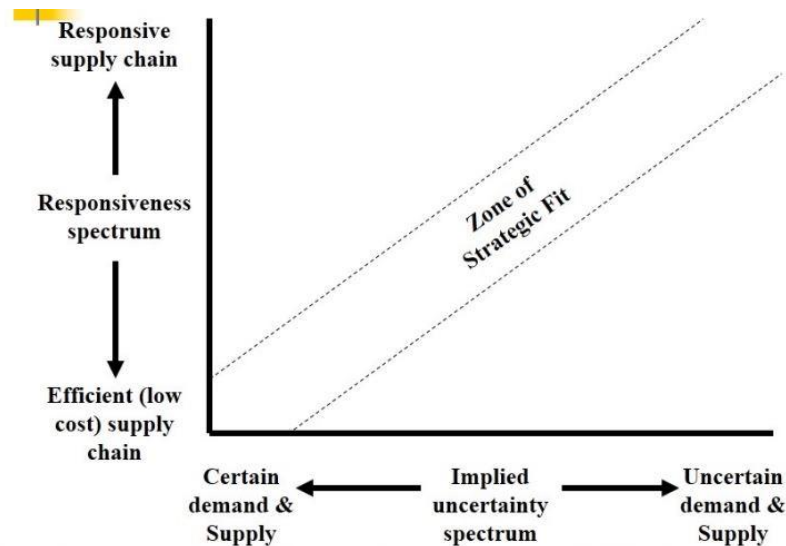 Responsive
supply chain
Responsiveness
spectrum
Efficient (low
cost) supply
chain
Zone of
Strategic Fit
Certain
demand &
Supply
Implied
uncertainty
spectrum
Uncertain
demand &
Supply